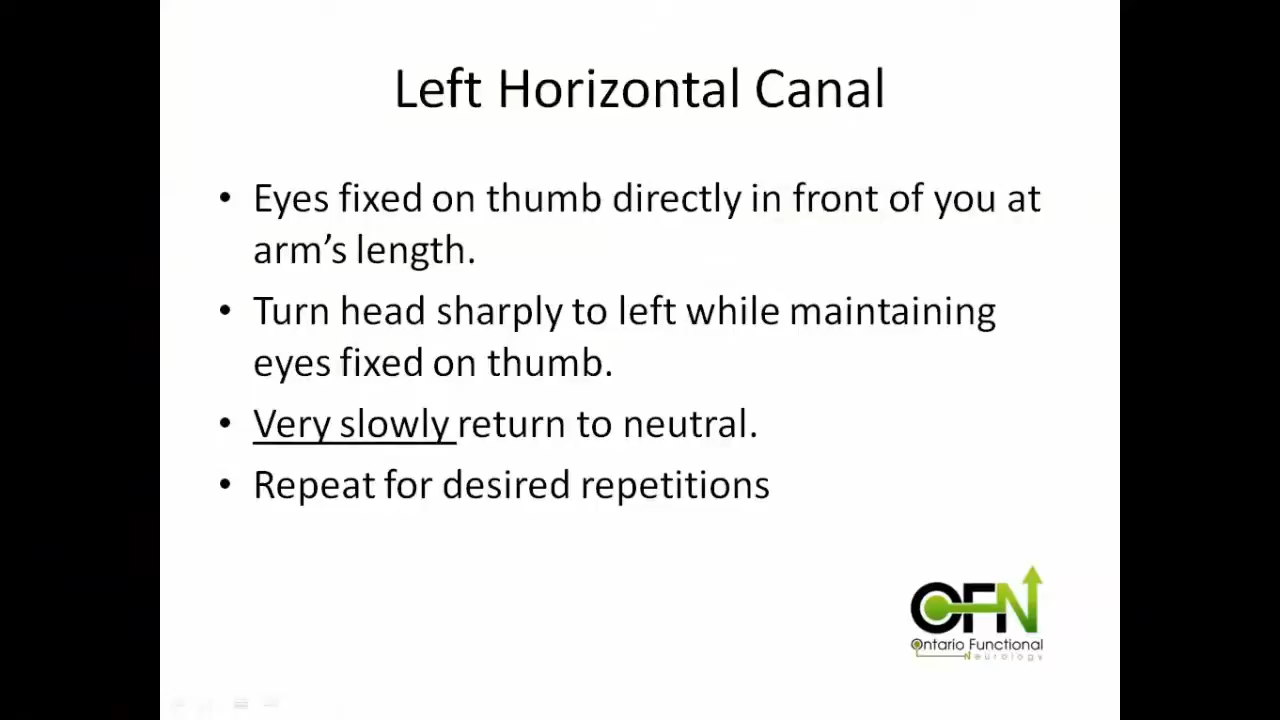 Left Horizontal Canal
• Eyes fixed on thumb directly in front of you at
arm’s length.
• Turn head sharply to left while maintaining
eyes fixed on thumb.
• Very slowly return to neutral.
• Repeat for desired repetitions
OFN
Ontario Functional
Neurology